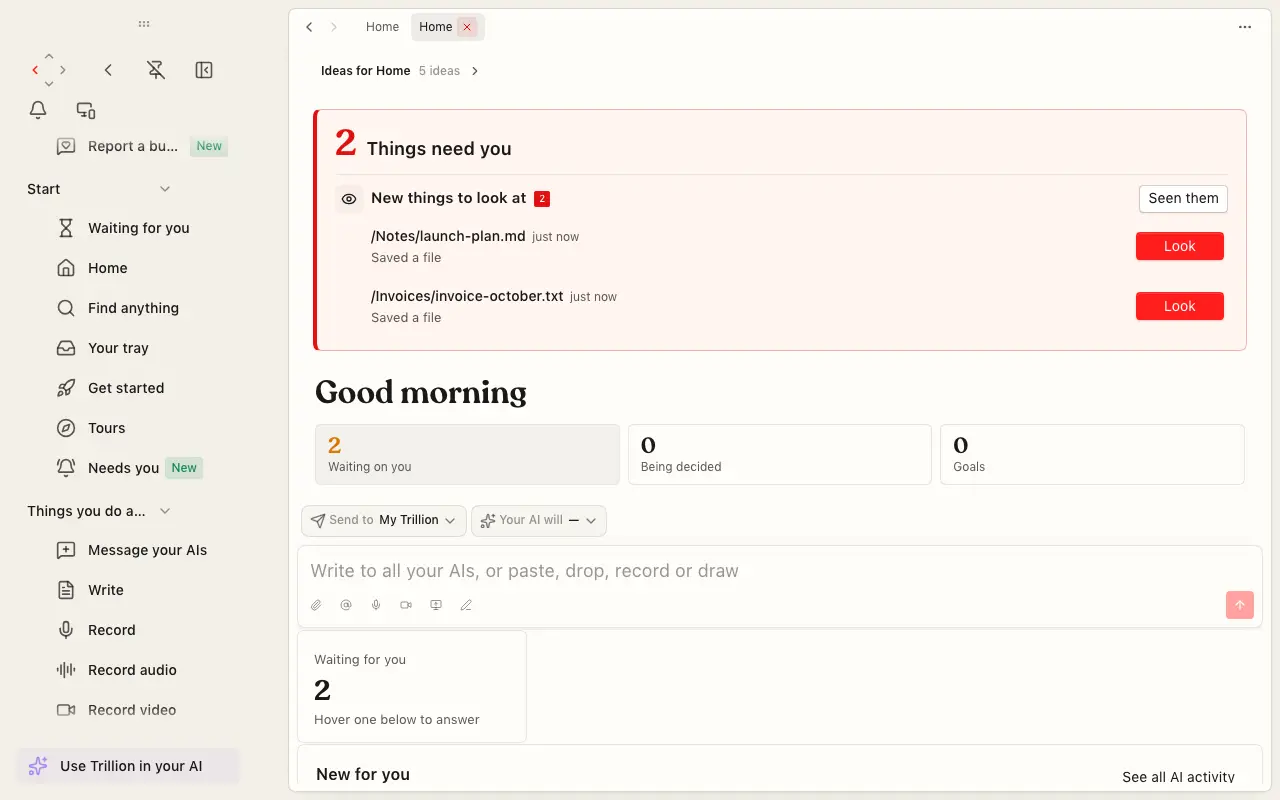 Report a bu... New
Start
Waiting for you
Home
Find anything
Your tray
Get started
Tours
Needs you New
Things you do a...
Message your AIs
Write
Record
Record audio
Record video
Use Trillion in your AI
Home
Home
Ideas for Home 5 ideas
2 Things need you
New things to look at 2
Seen them
/Notes/launch-plan.md just now
Saved a file
Look
/Invoices/invoice-october.txt just now
Saved a file
Look
Good morning
2
Waiting on you
0
Being decided
0
Goals
Send to My Trillion
Your AI will —
Write to all your AIs, or paste, drop, record or draw
Waiting for you
2
Hover one below to answer
New for you
See all AI activity